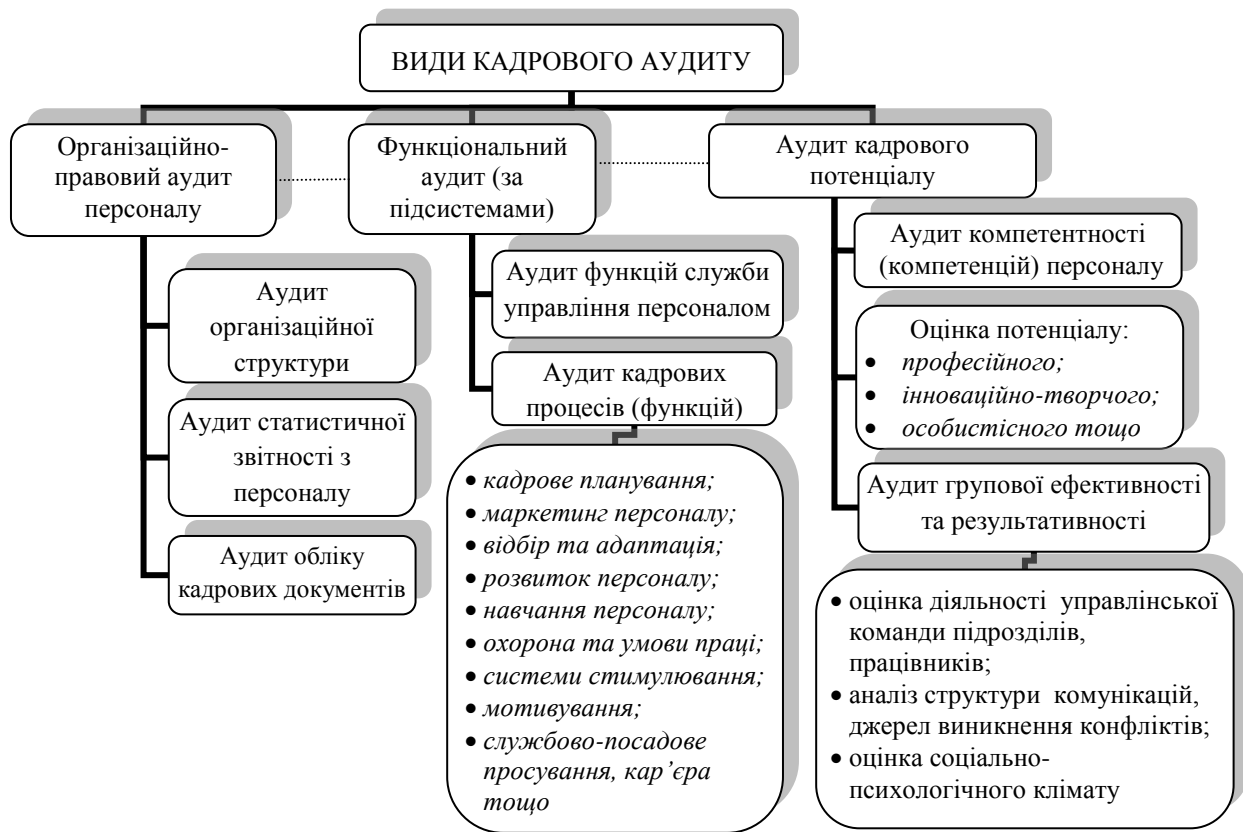 ВИДИ КАДРОВОГО АУДИТУ
Організаційно-
правовий аудит
персоналу
Функціональний
аудит (за
підсистемами)
Аудит кадрового
потенціалу
Аудит
організаційної
структури
Аудит статистичної
звітності з
персоналу
Аудит обліку
кадрових документів
Аудит функцій служби
управління персоналом
Аудит кадрових
процесів (функцій)
• кадрове планування;
• маркетинг персоналу;
• відбір та адаптація;
• розвиток персоналу;
• навчання персоналу;
• охорона та умови праці;
• системи стимулювання;
• мотивування;
• службово-посадове
просування, кар’єра
тощо
Аудит компетентності
(компетенцій) персоналу
Оцінка потенціалу:
• професійного;
• інноваційно-творчого;
• особистісного тощо
Аудит групової ефективності
та результативності
• оцінка діяльності управлінської
команди підрозділів,
працівників;
• аналіз структури комунікацій,
джерел виникнення конфліктів;
• оцінка соціально-
психологічного клімату